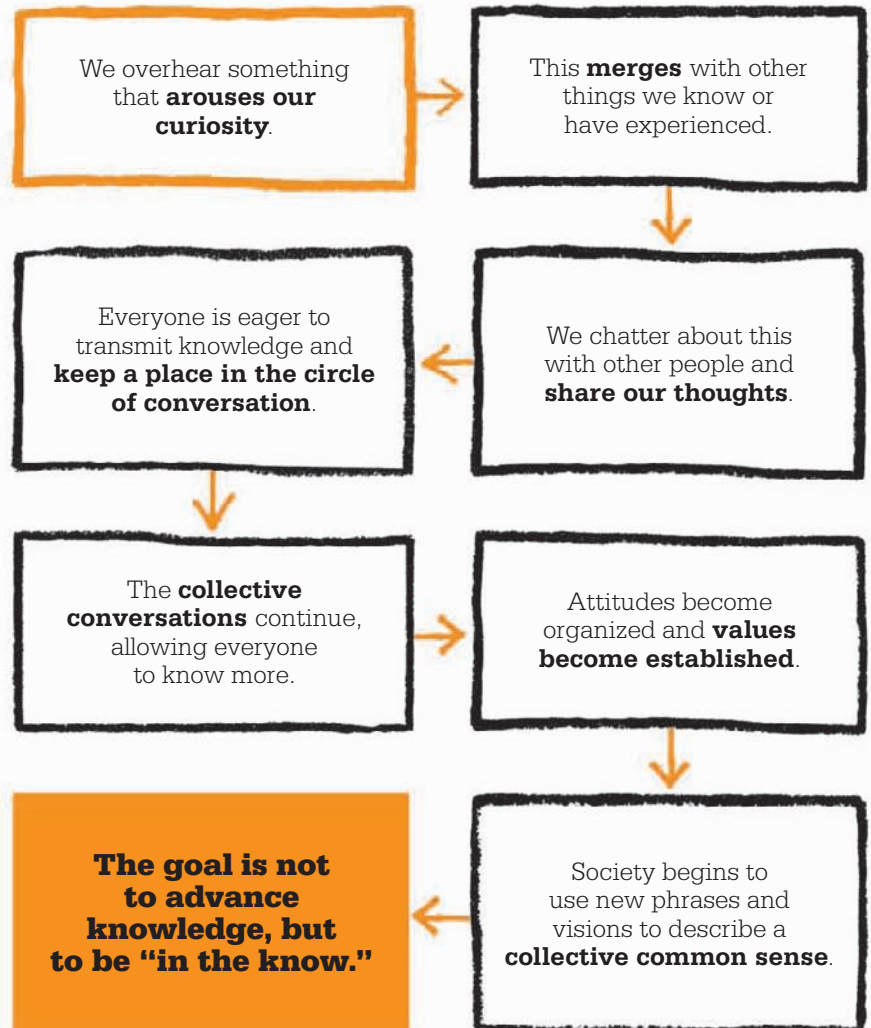 We overhear something
that arouses our
curiosity.
This merges with other
things we know or
have experienced.
We chatter about this
with other people and
share our thoughts.
Everyone is eager to
transmit knowledge and
keep a place in the circle
of conversation.
The collective
conversations continue,
allowing everyone
to know more.
Attitudes become
organized and values
become established.
Society begins to
use new phrases and
visions to describe a
collective common sense.
The goal is not
to advance
knowledge, but
to be “in the know.”